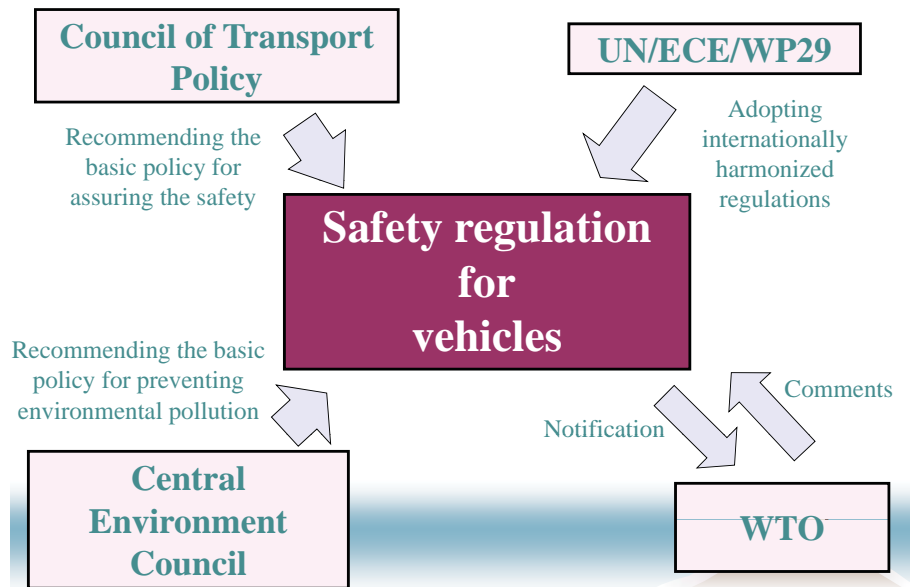 Council of Transport
Policy
UN/ECE/WP29
Recommending the
basic policy for
assuring the safety
Adopting
internationally
harmonized
regulations
Safety regulation
for
vehicles
Recommending the basic
policy for preventing
environmental pollution
Notification
Comments
Central
Environment
Council
WTO